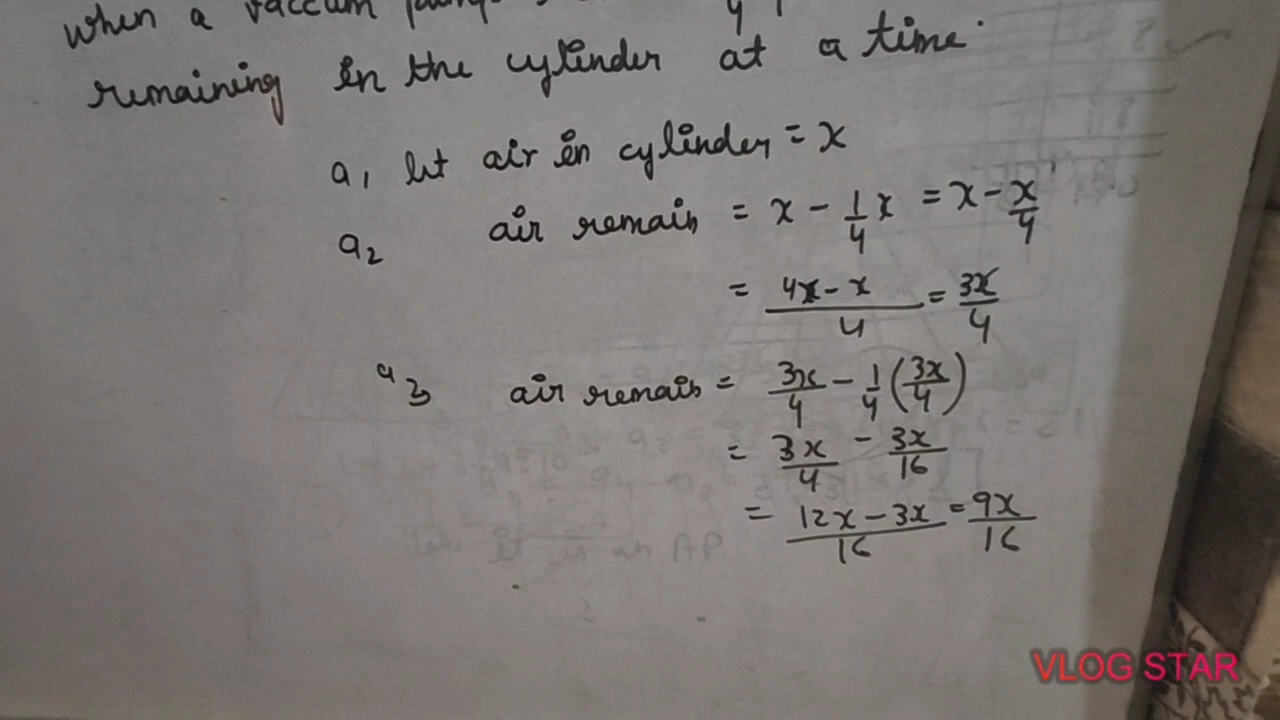 when a vaccum
remaining in the cylinder at a time
a1 let air in cylinder = x
a2 air remain = x - 1/4 x = x - x/4
= 4x - x / 4 = 3x/4
a3 air remain = 3x/4 - 1/4 (3x/4)
= 3x/4 - 3x/16
= 12x - 3x / 16 = 9x/16
VLOG STAR